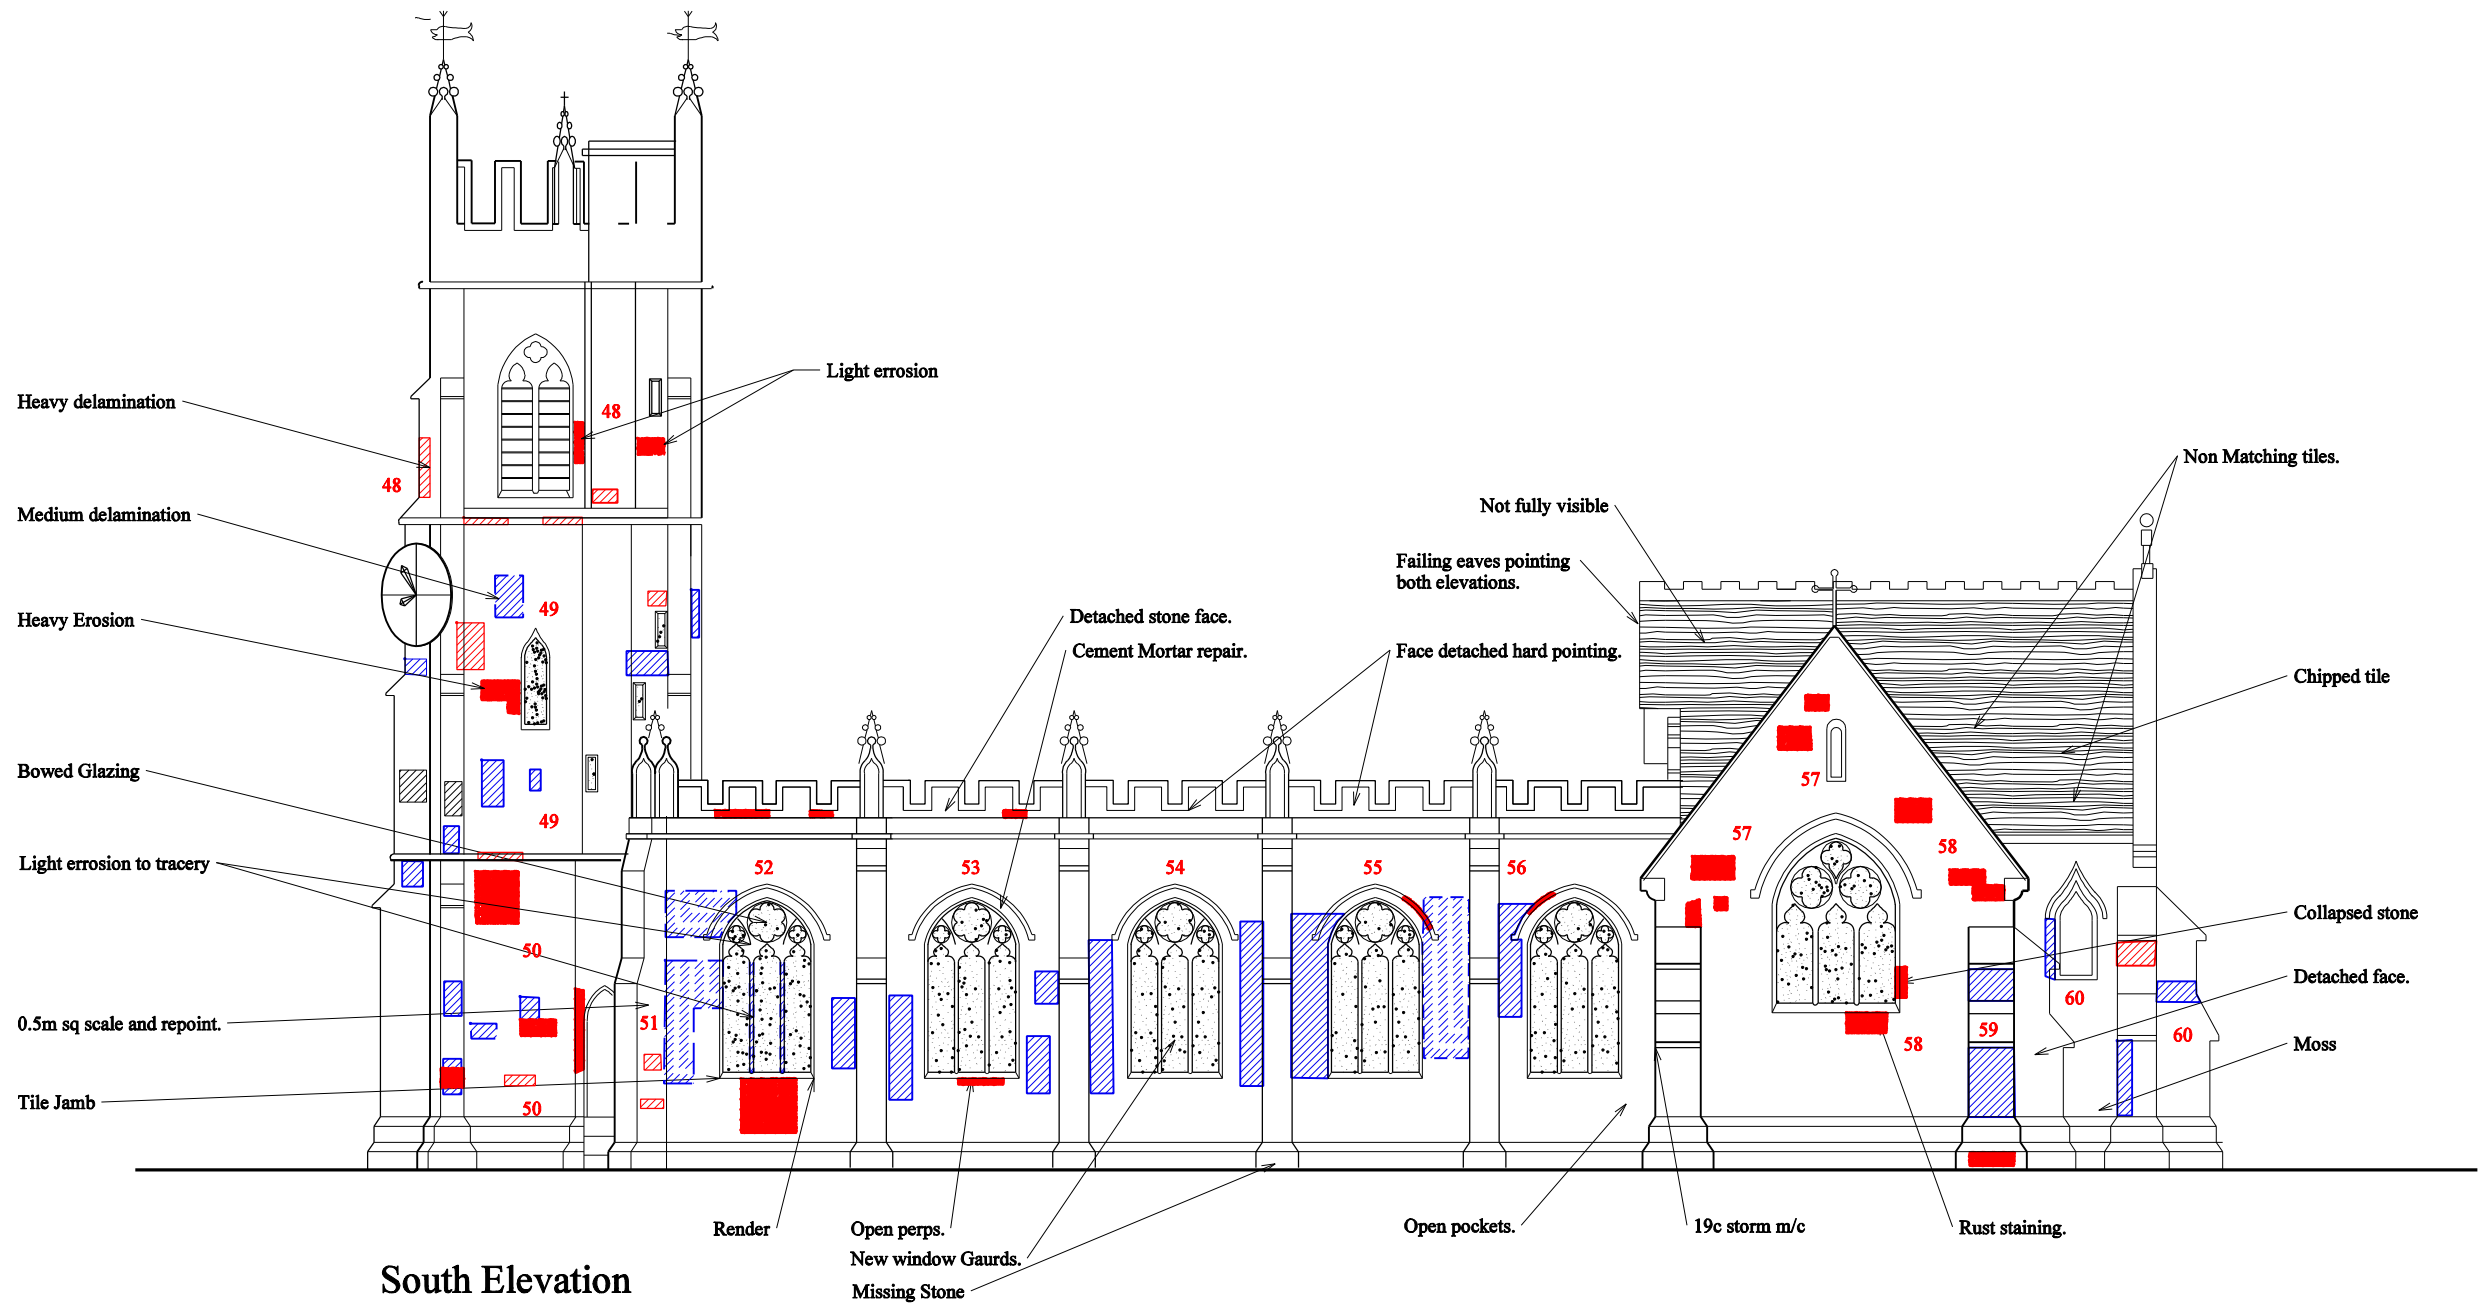 Light errosion
Heavy delamination
48
48
Medium delamination
Non Matching tiles.
Not fully visible
Failing eaves pointing
both elevations.
49
Heavy Erosion
Detached stone face.
Cement Mortar repair.
Face detached hard pointing.
Chipped tile
Bowed Glazing
57
49
57
58
Light errosion to tracery
52
53
54
55
56
Collapsed stone
50
Detached face.
60
0.5m sq scale and repoint.
51
59
60
58
Moss
Tile Jamb
50
Render
Open perps.
Open pockets.
19c storm m/c
Rust staining.
New window Gaurds.
Missing Stone
South Elevation